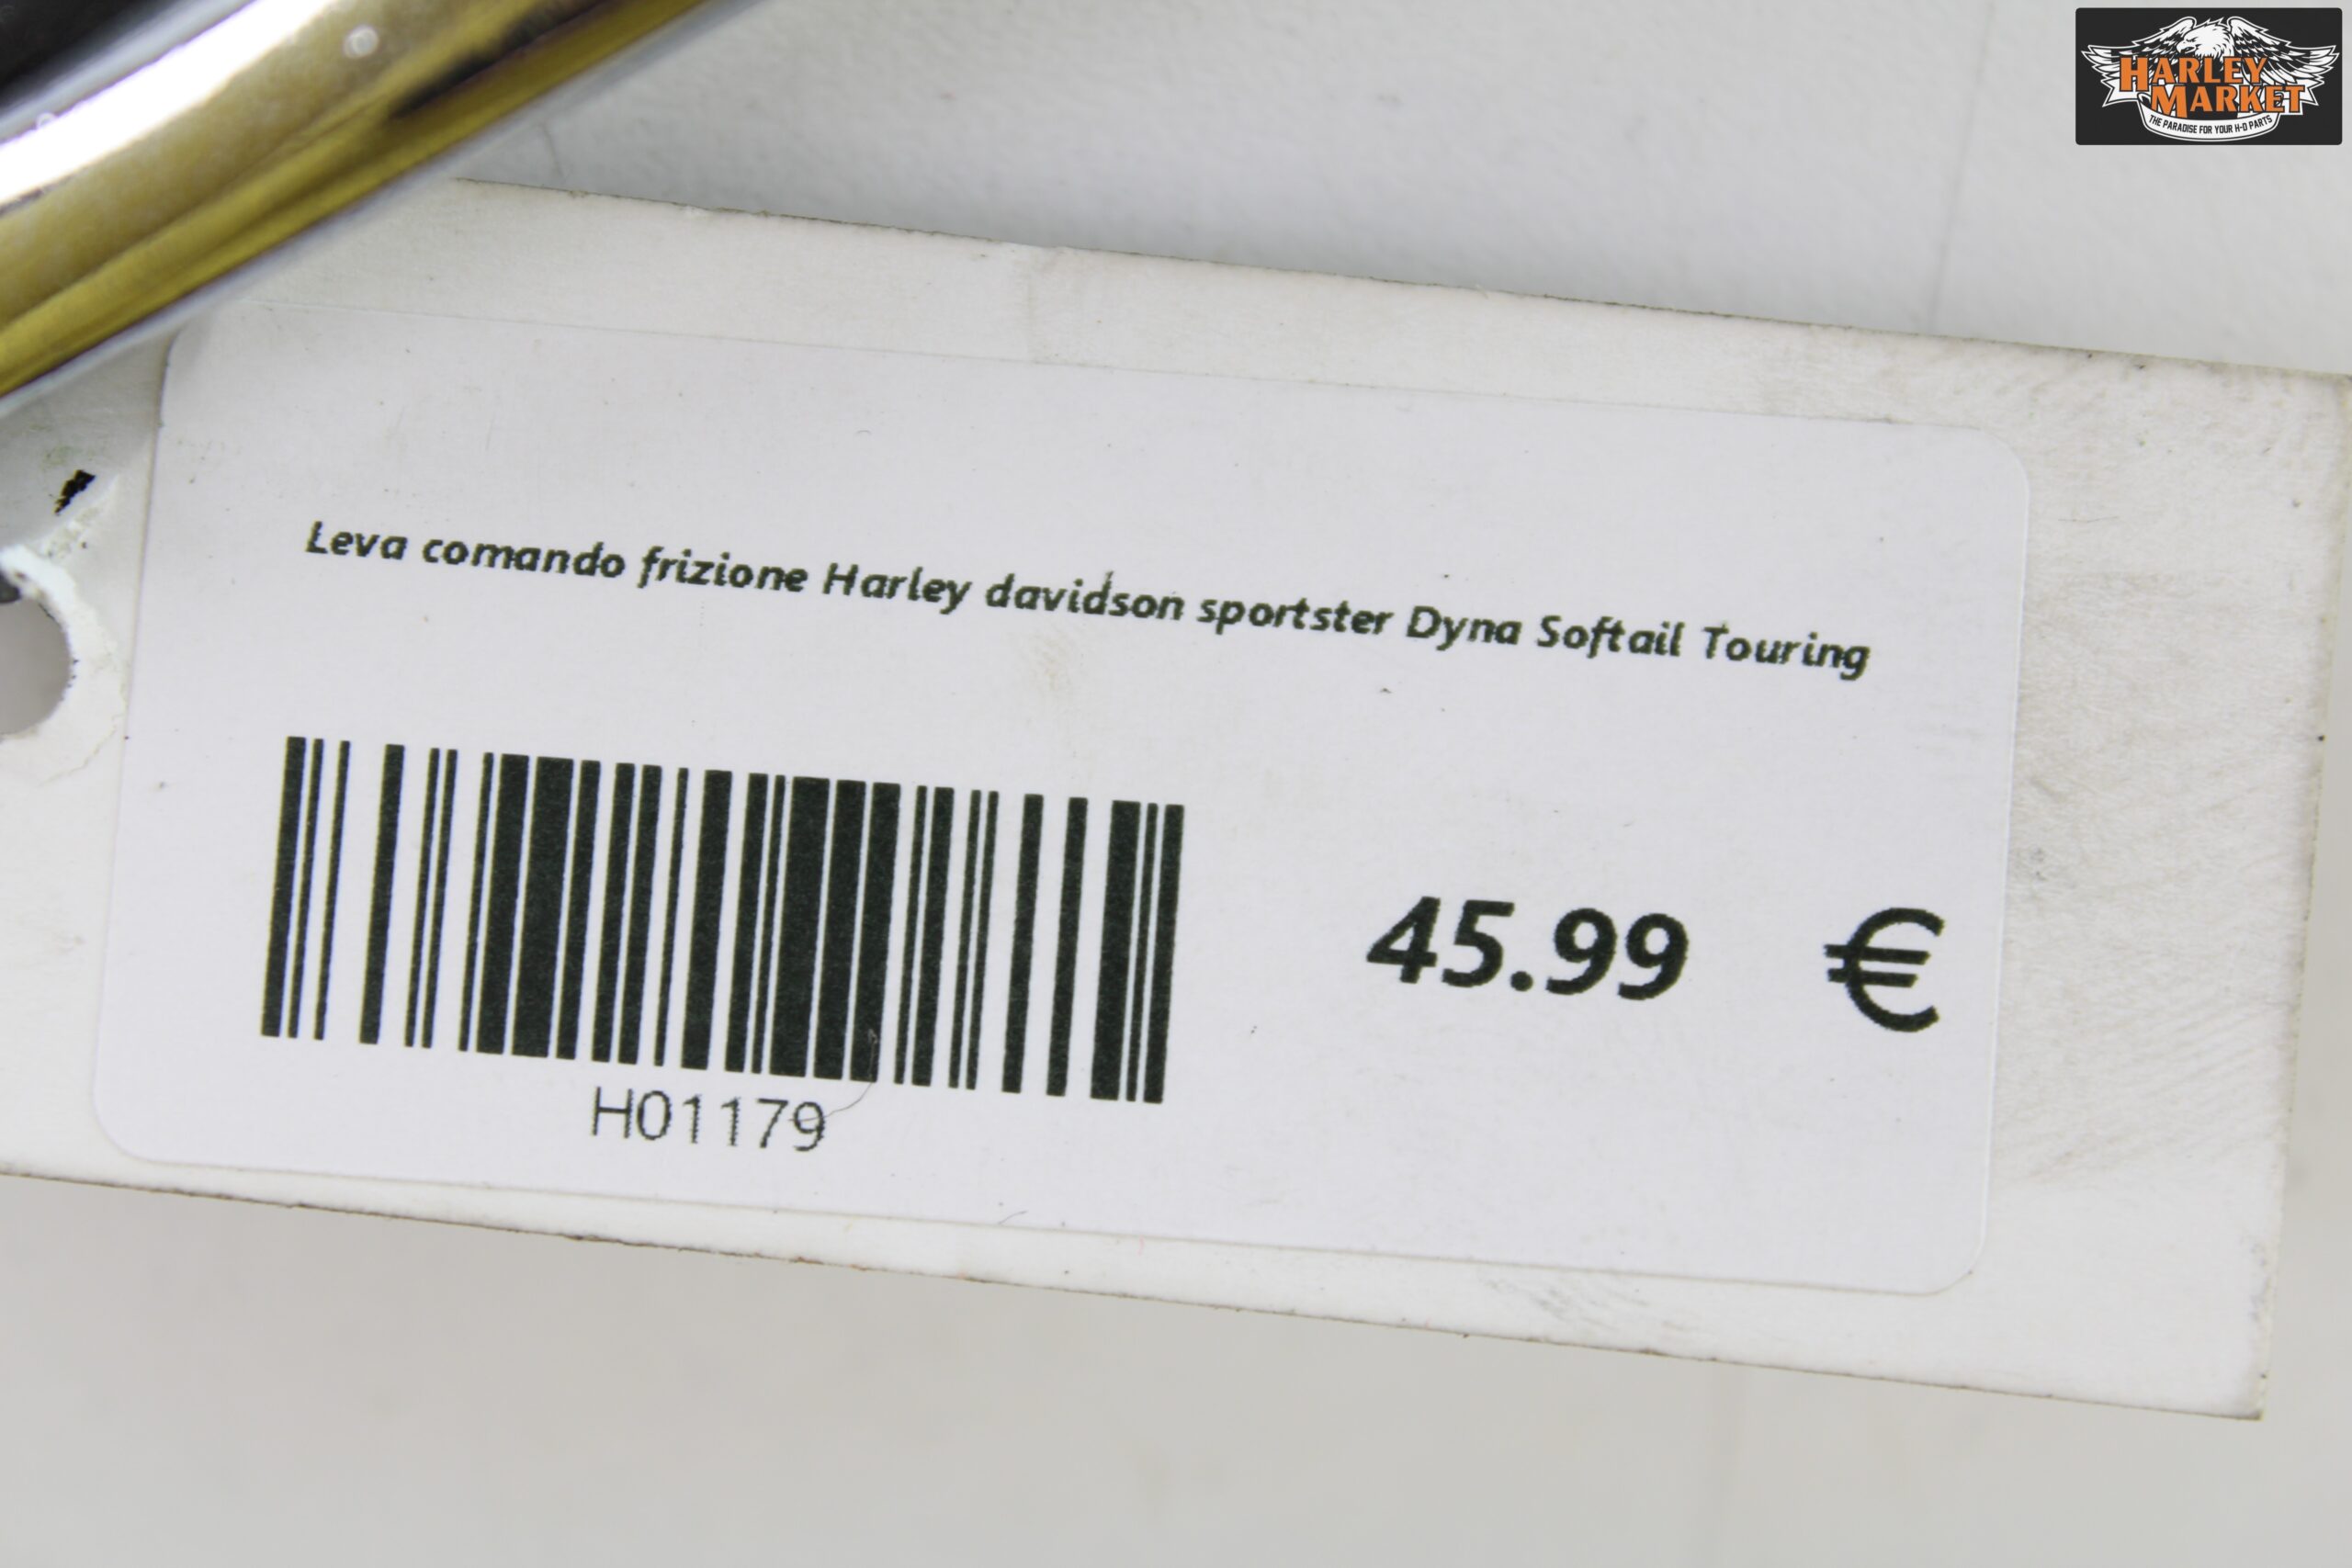 HARLEY
MARKET
THE PARADISE FOR YOUR H-D PARTS
Leva comando frizione Harley davidson sportster Dyna Softail Touring
45.99 €
H01179